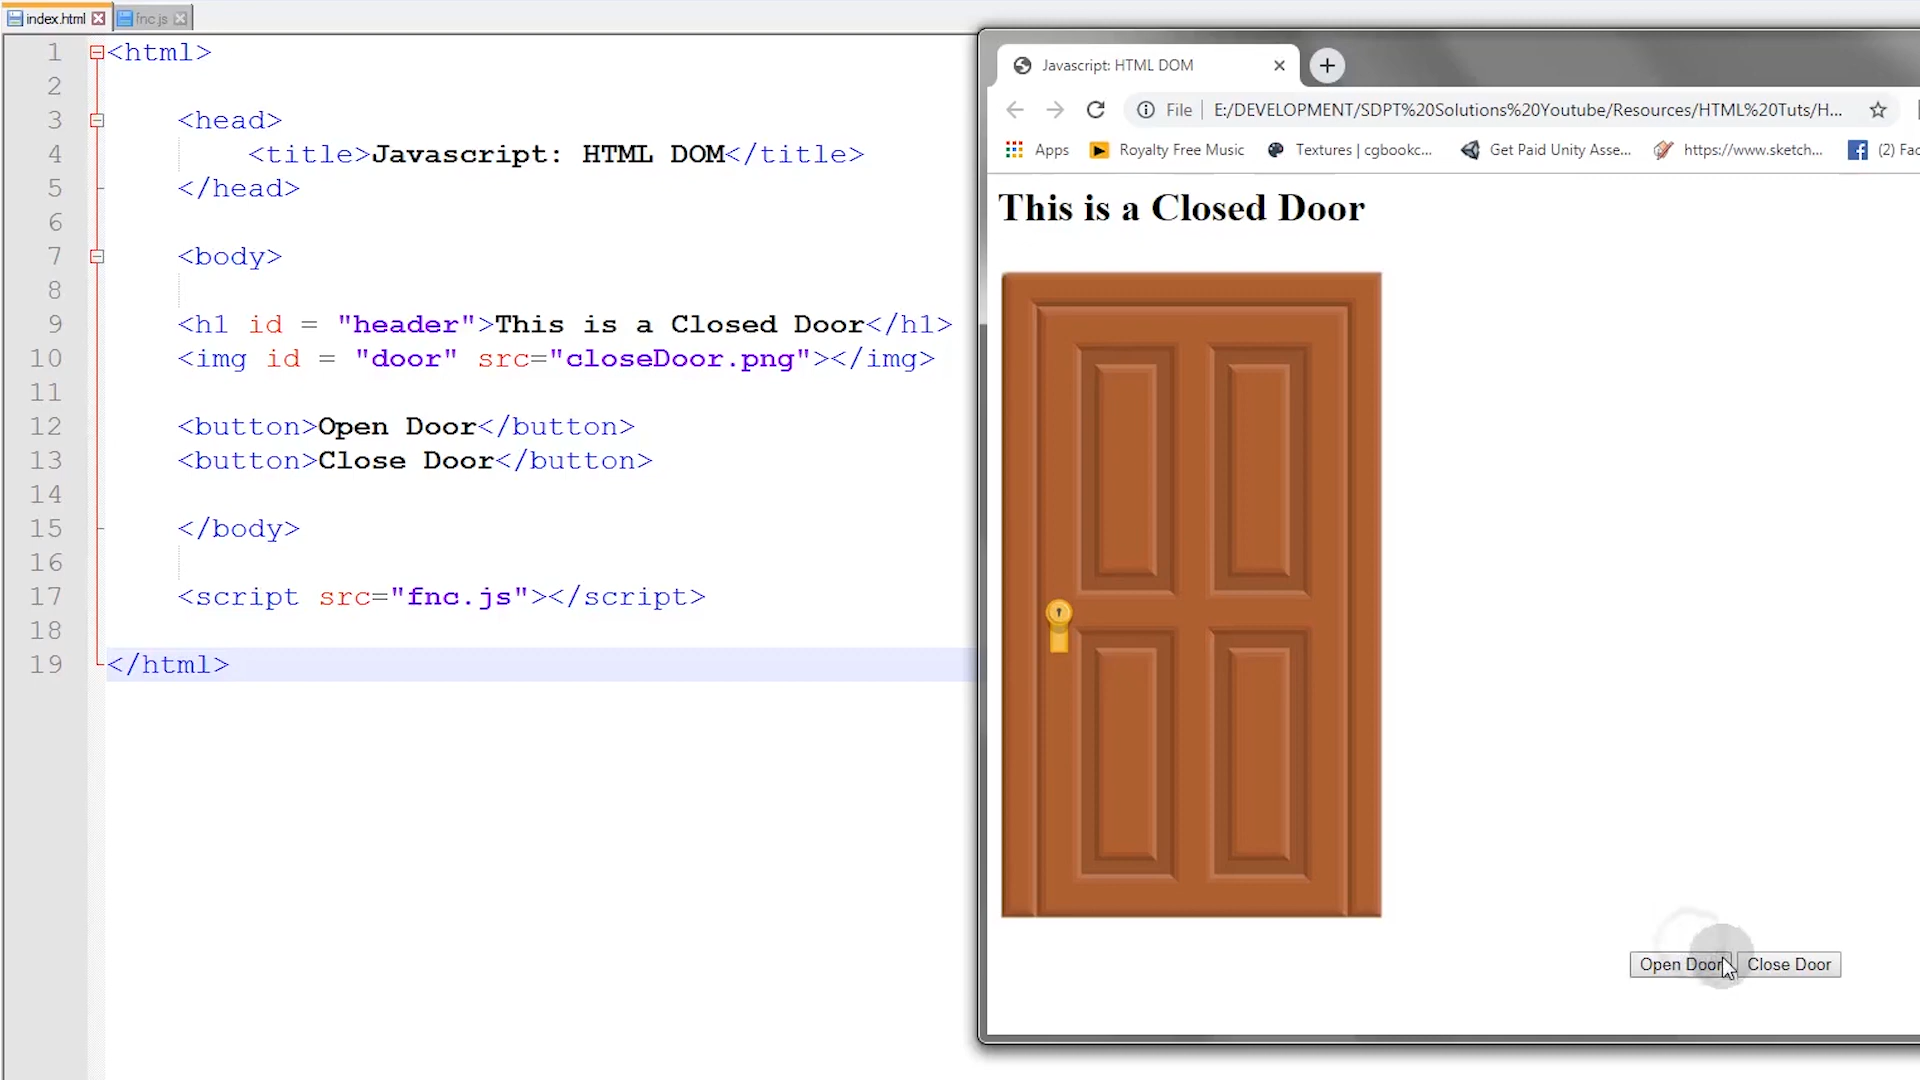 index.html
fnc.js
1 <html>
2
3 <head>
4 <title>Javascript: HTML DOM</title>
5 </head>
6
7 <body>
8
9 <h1 id = "header">This is a Closed Door</h1>
10 <img id = "door" src="closeDoor.png"></img>
11
12 <button>Open Door</button>
13 <button>Close Door</button>
14
15 </body>
16
17 <script src="fnc.js"></script>
18
19 </html>
Javascript: HTML DOM
File E:/DEVELOPMENT/SDPT%20Solutions%20Youtube/Resources/HTML%20Tuts/H...
Apps Royalty Free Music Textures | cgbookc... Get Paid Unity Asse... https://www.sketch... (2) Fac
This is a Closed Door
Open Door Close Door